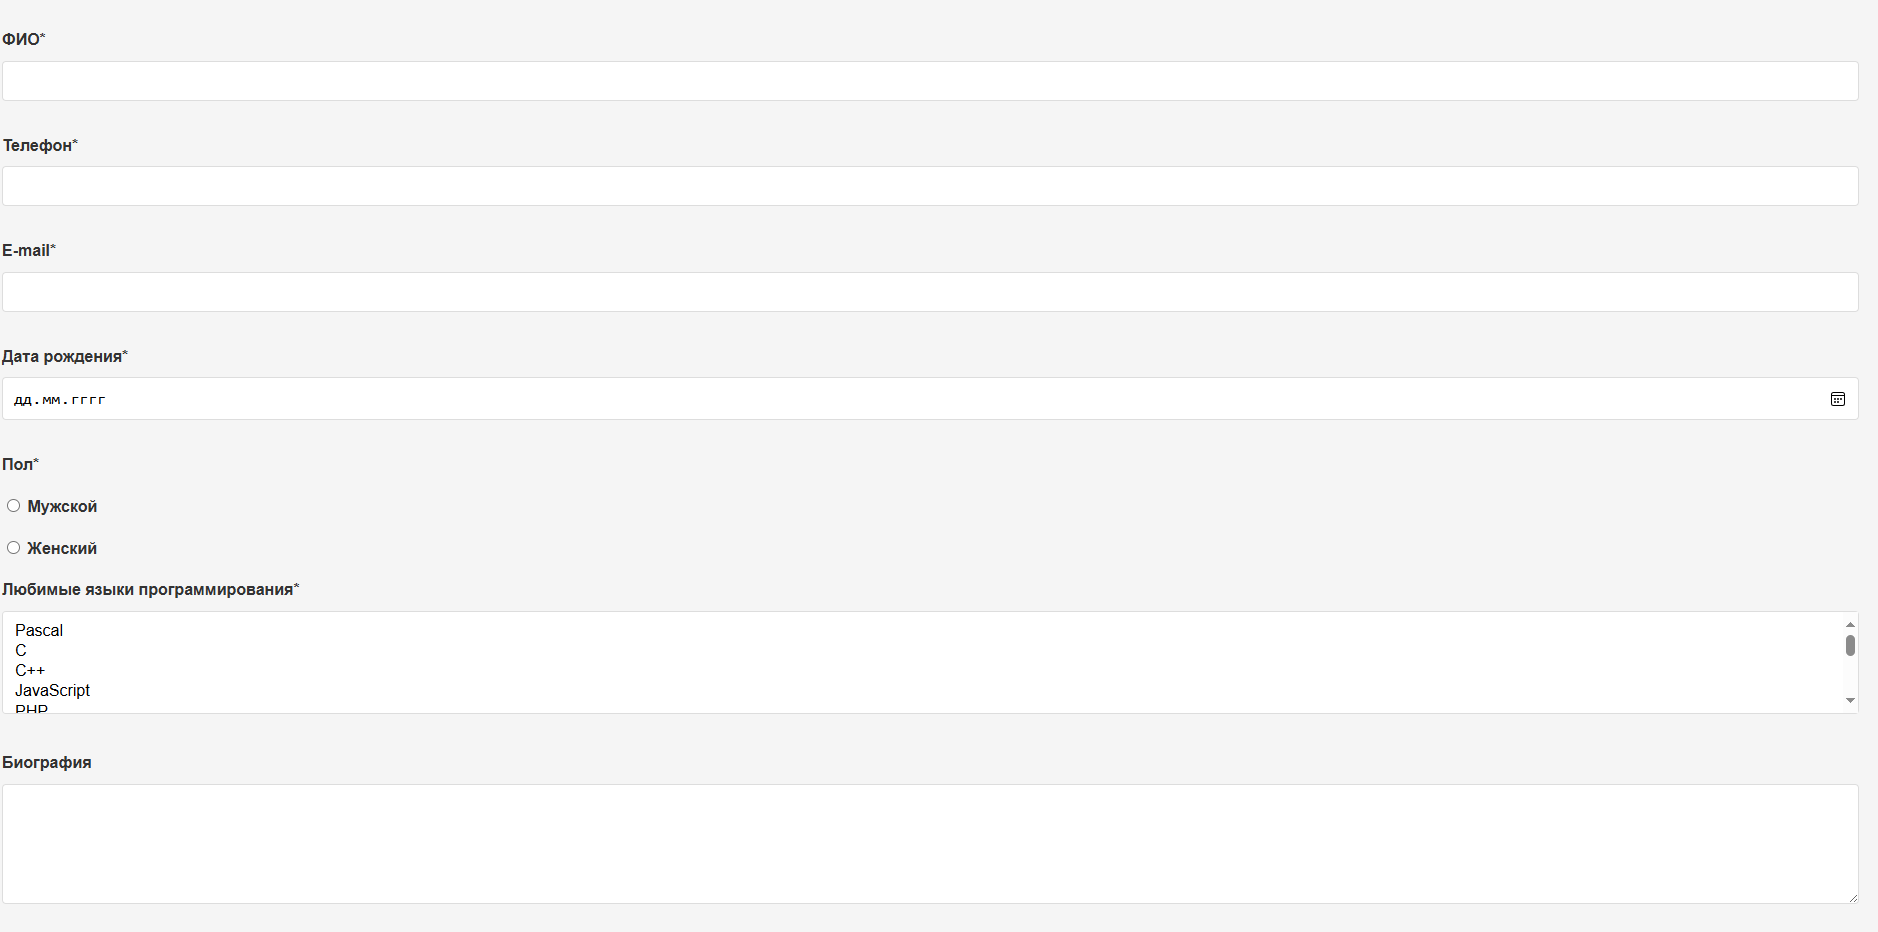 ФИО*
Телефон*
E-mail*
Дата рождения*
дд.мм.гггг
Пол*
Мужской
Женский
Любимые языки программирования*
Pascal
C
C++
JavaScript
PHP
Биография